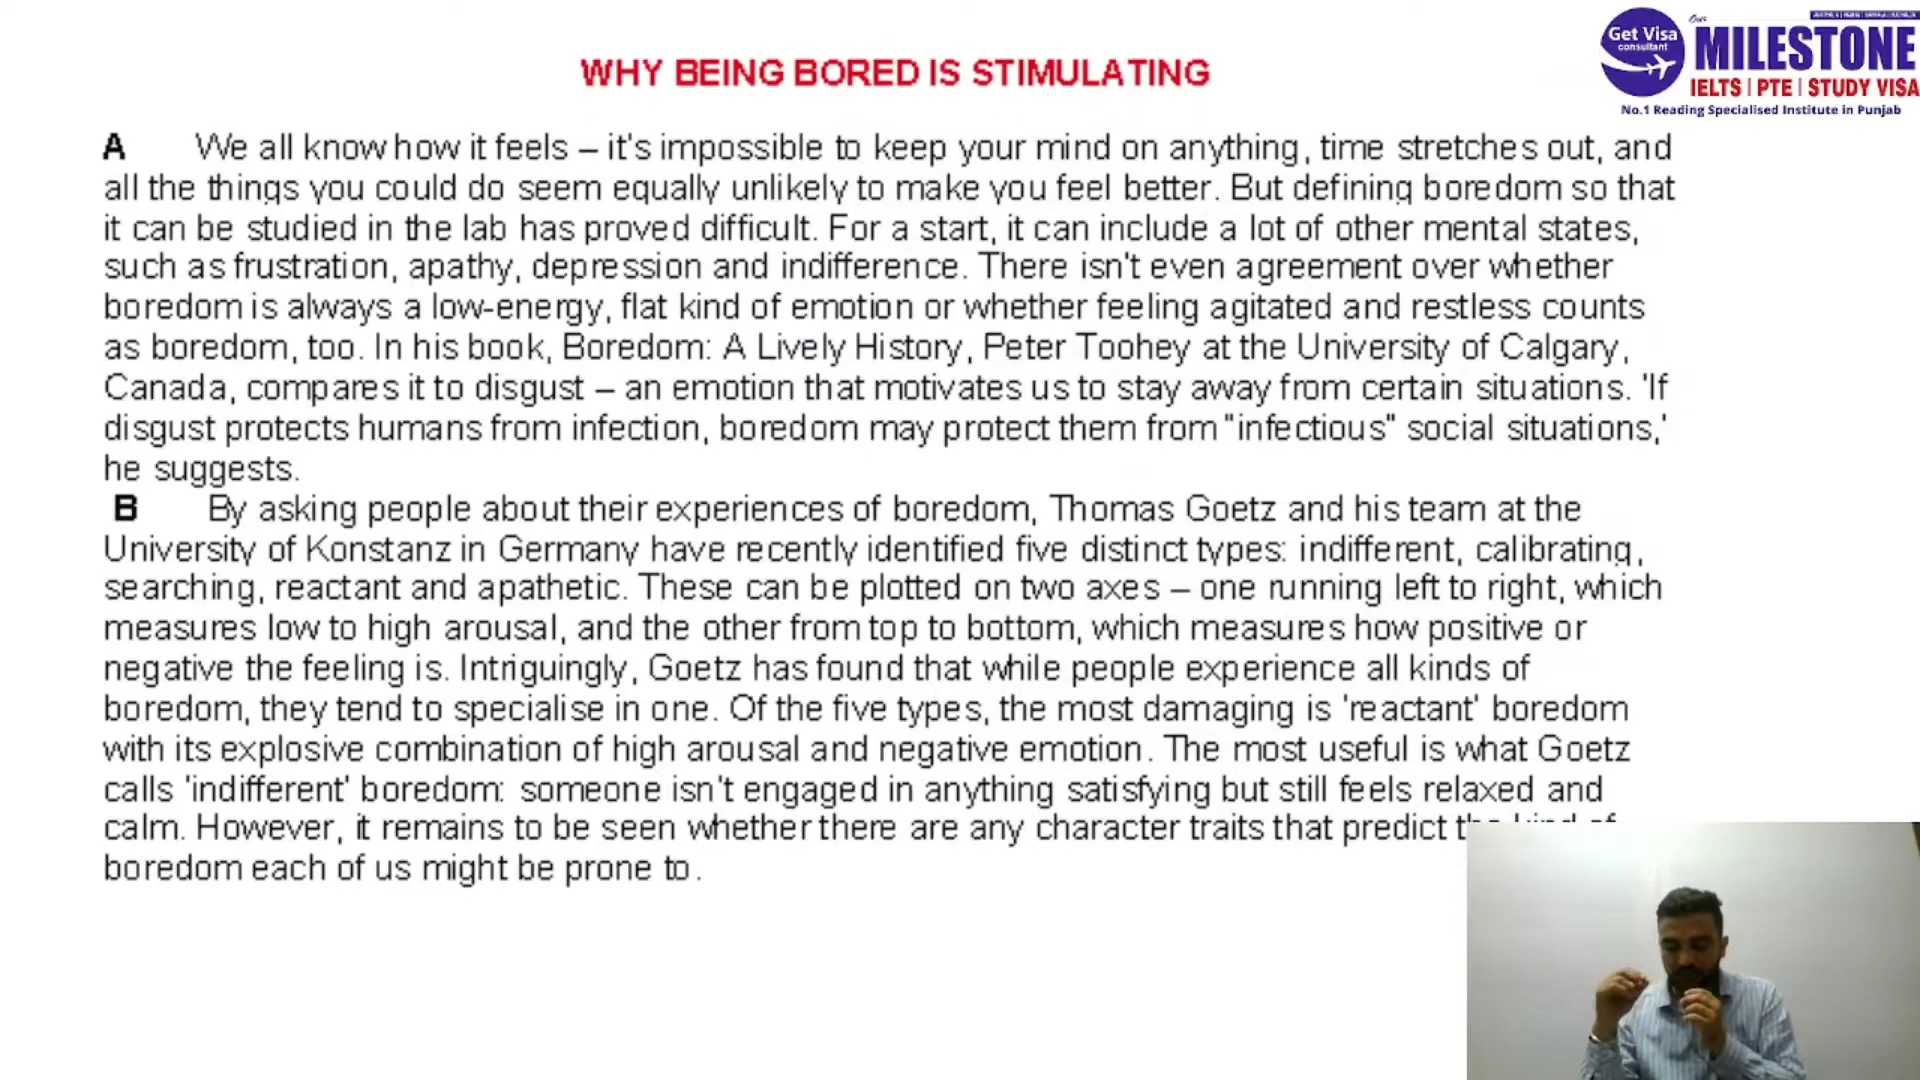 Get Visa
consultant
Our
MILESTONE
IELTS | PTE | STUDY VISA
No.1 Reading Specialised Institute in Punjab
WHY BEING BORED IS STIMULATING
A We all know how it feels – it's impossible to keep your mind on anything, time stretches out, and
all the things you could do seem equally unlikely to make you feel better. But defining boredom so that
it can be studied in the lab has proved difficult. For a start, it can include a lot of other mental states,
such as frustration, apathy, depression and indifference. There isn't even agreement over whether
boredom is always a low-energy, flat kind of emotion or whether feeling agitated and restless counts
as boredom, too. In his book, Boredom: A Lively History, Peter Toohey at the University of Calgary,
Canada, compares it to disgust – an emotion that motivates us to stay away from certain situations. 'If
disgust protects humans from infection, boredom may protect them from "infectious" social situations,'
he suggests.
B By asking people about their experiences of boredom, Thomas Goetz and his team at the
University of Konstanz in Germany have recently identified five distinct types: indifferent, calibrating,
searching, reactant and apathetic. These can be plotted on two axes – one running left to right, which
measures low to high arousal, and the other from top to bottom, which measures how positive or
negative the feeling is. Intriguingly, Goetz has found that while people experience all kinds of
boredom, they tend to specialise in one. Of the five types, the most damaging is 'reactant' boredom
with its explosive combination of high arousal and negative emotion. The most useful is what Goetz
calls 'indifferent' boredom: someone isn't engaged in anything satisfying but still feels relaxed and
calm. However, it remains to be seen whether there are any character traits that predict
boredom each of us might be prone to.